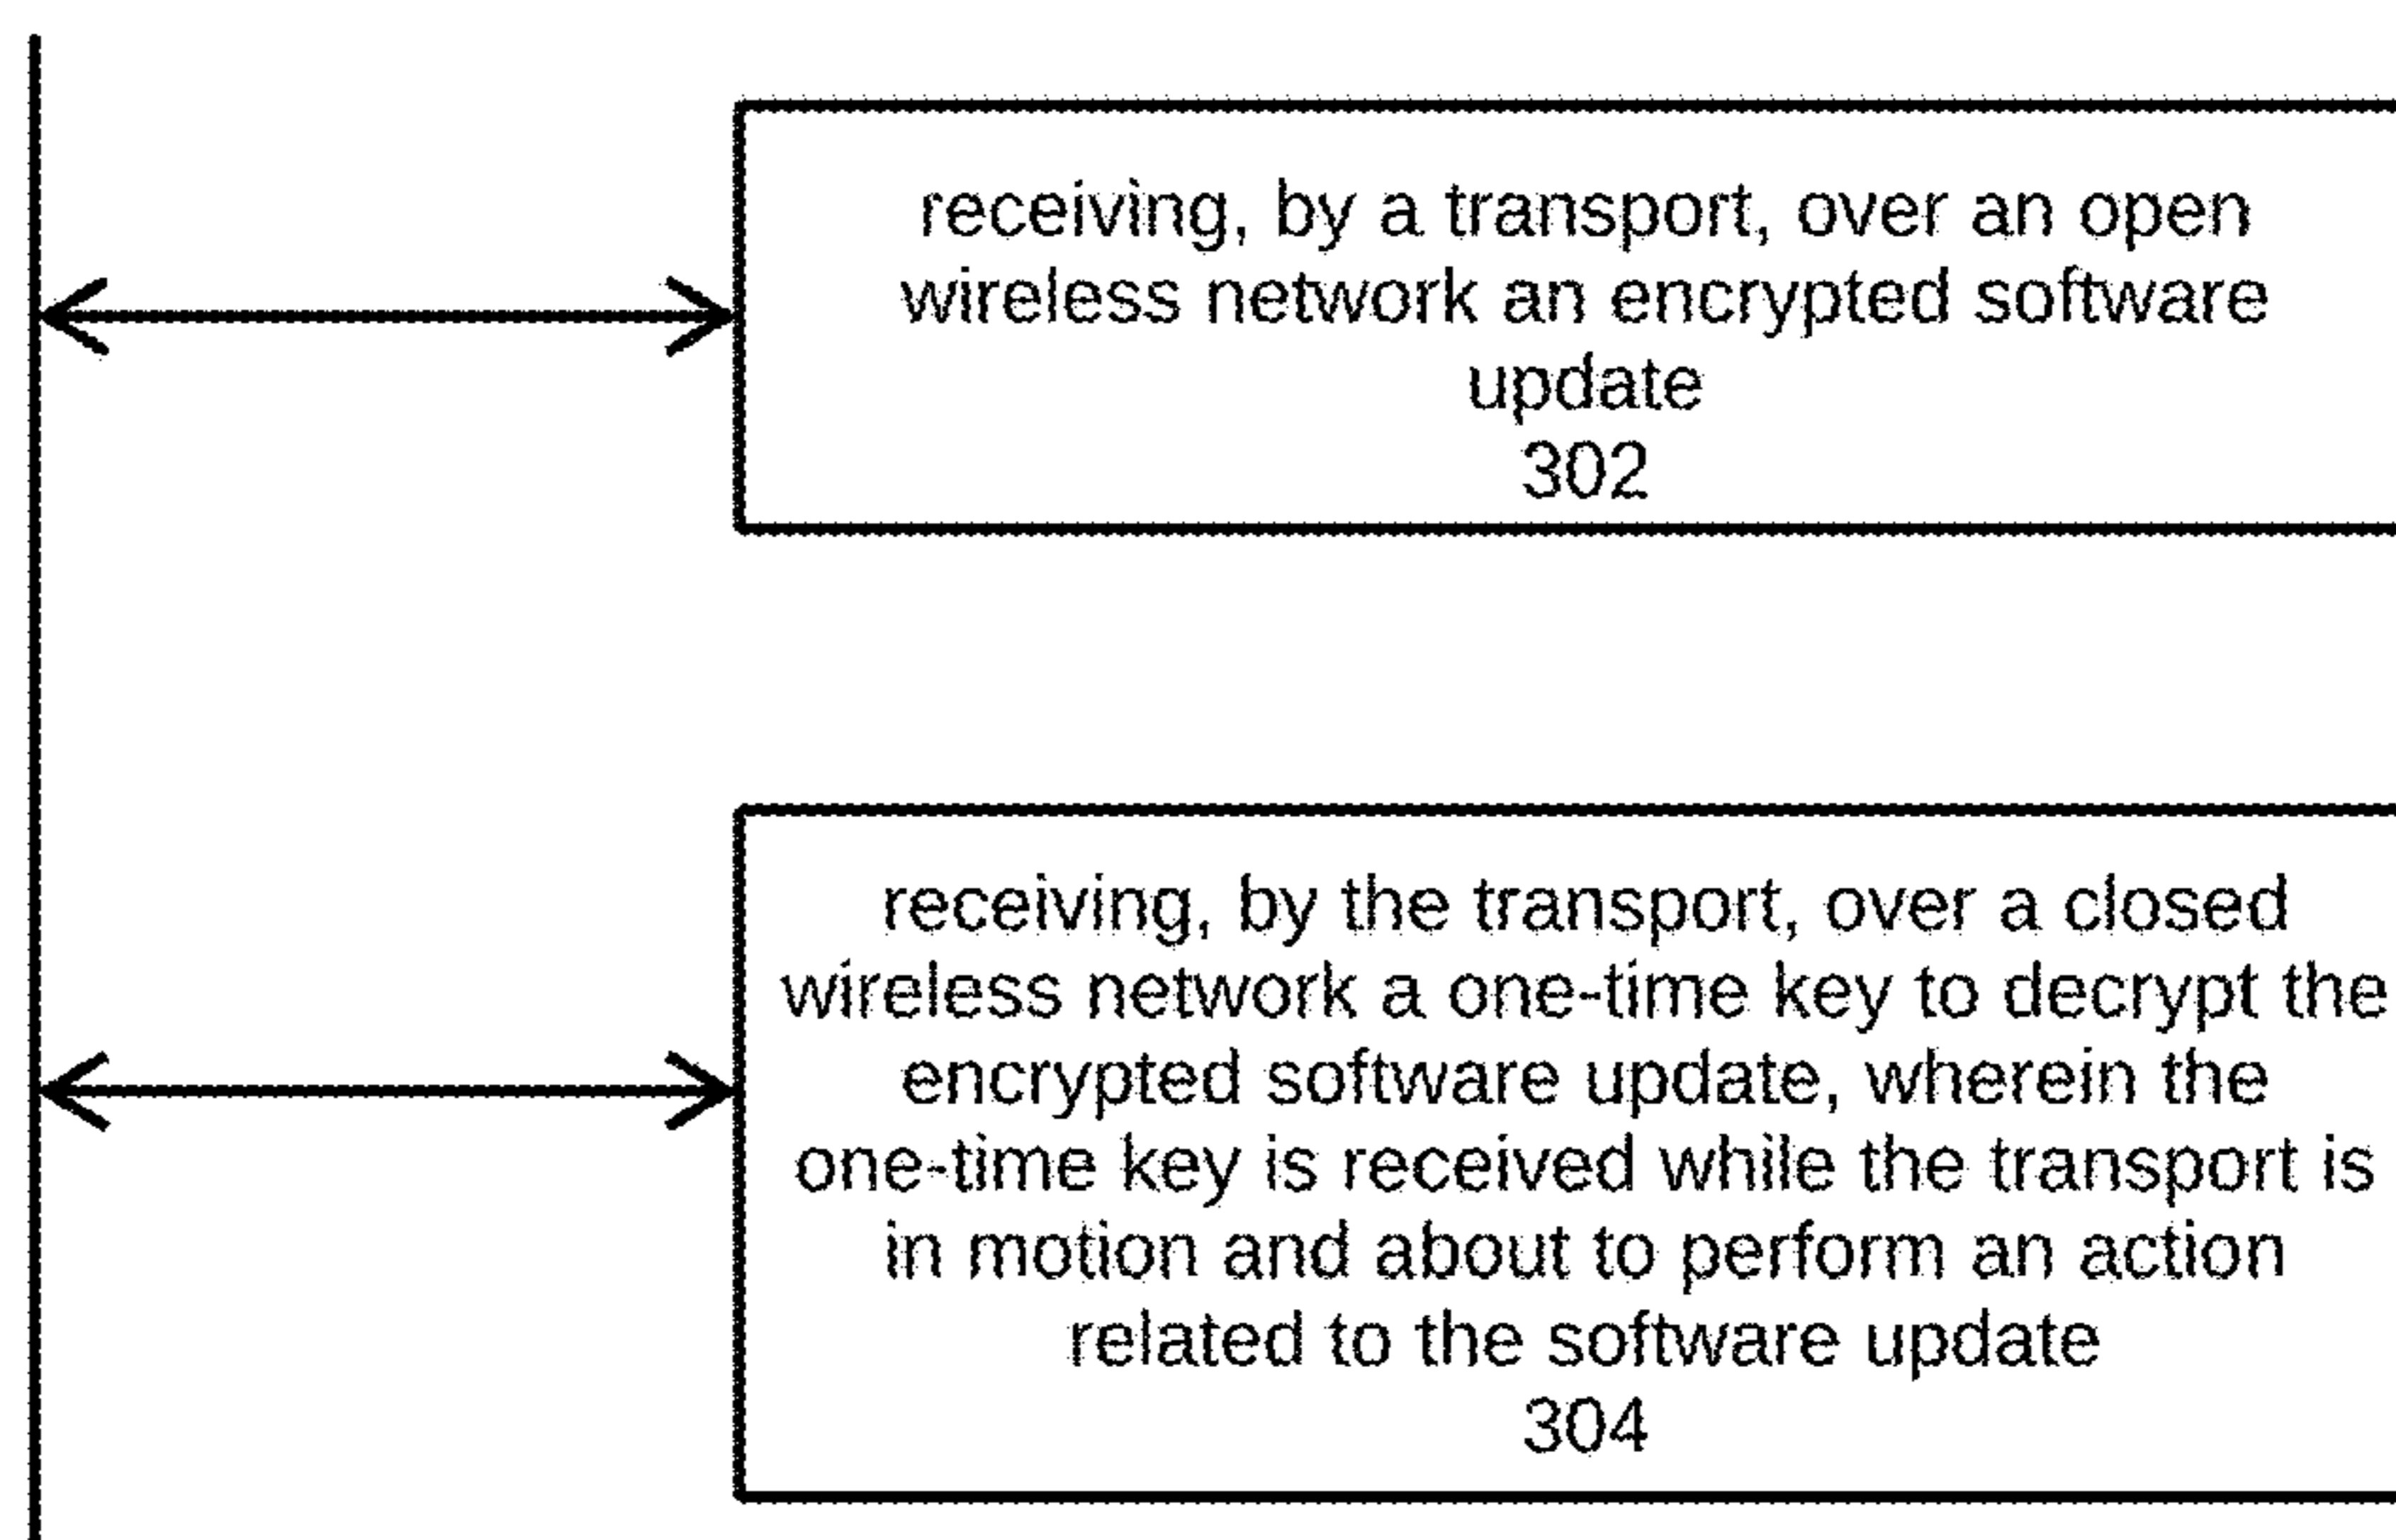 receiving, by a transport, over an open
wireless network an encrypted software
update
302
receiving, by the transport, over a closed
wireless network a one-time key to decrypt the
encrypted software update, wherein the
one-time key is received while the transport is
in motion and about to perform an action
related to the software update
304